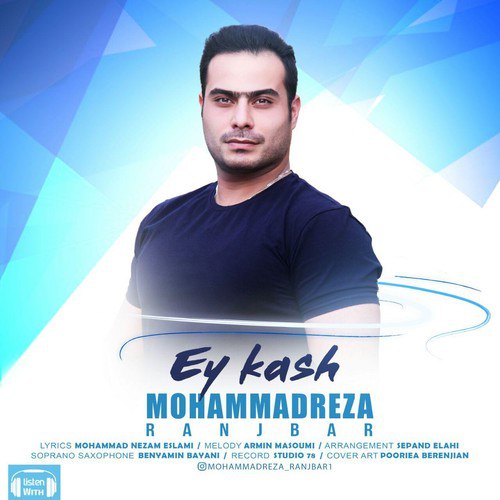 Ey kash
MOHAMMADREZA
RANJBAR
LYRICS MOHAMMAD NEZAM ESLAMI / MELODY ARMIN MASOUMI / ARRANGEMENT SEPAND ELAHI
SOPRANO SAXOPHONE BENYAMIN BAYANI / RECORD STUDIO 78 / COVER ART POORIEA BERENJIAN
@MOHAMMADREZA_RANJBAR1
listen
WITH